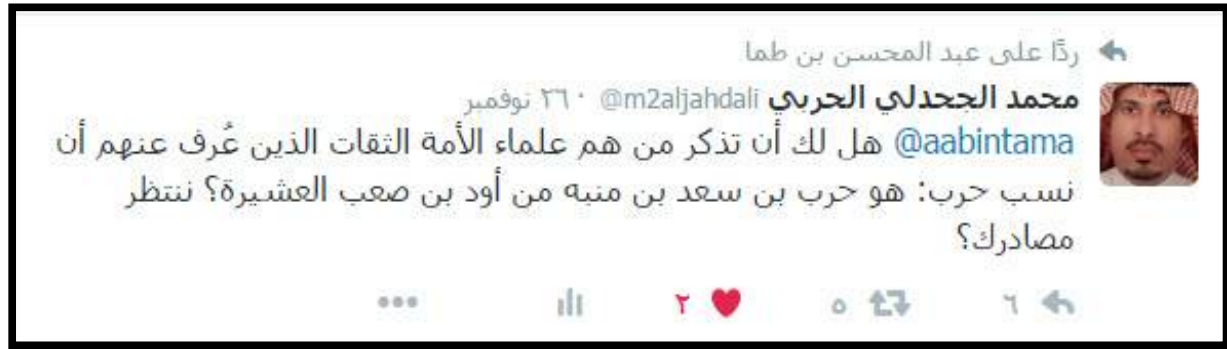 ردًا على عبد المحسن بن طما
محمد الجحدلي الحربي @m2aljahdali · ٢٦ نوفمبر
@aabintama هل لك أن تذكر من هم علماء الأمة الثقات الذين عُرف عنهم أن
نسب حرب: هو حرب بن سعد بن منبه من أود بن صعب العشيرة؟ ننتظر
مصادرك؟
٦ ٥ ٢